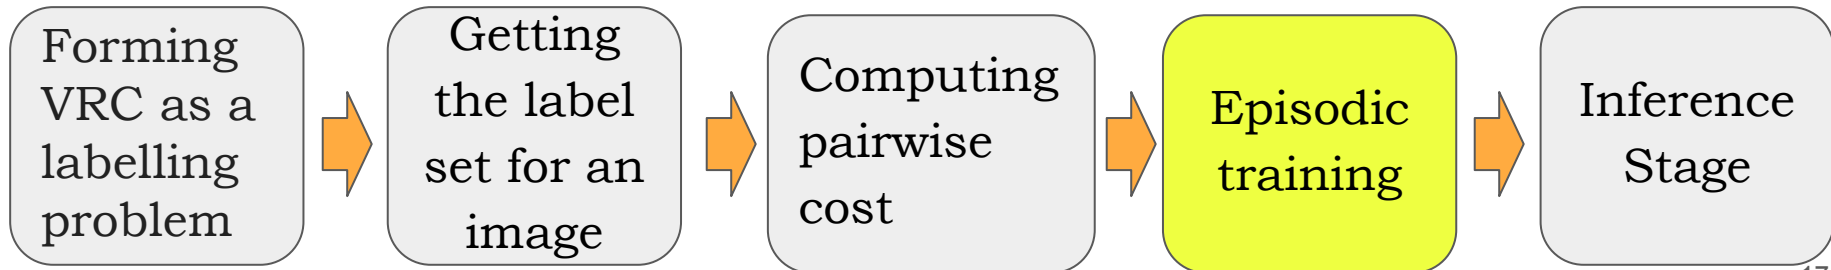 Forming
VRC as a
labelling
problem
Getting
the label
set for an
image
Computing
pairwise
cost
Episodic
training
Inference
Stage
17